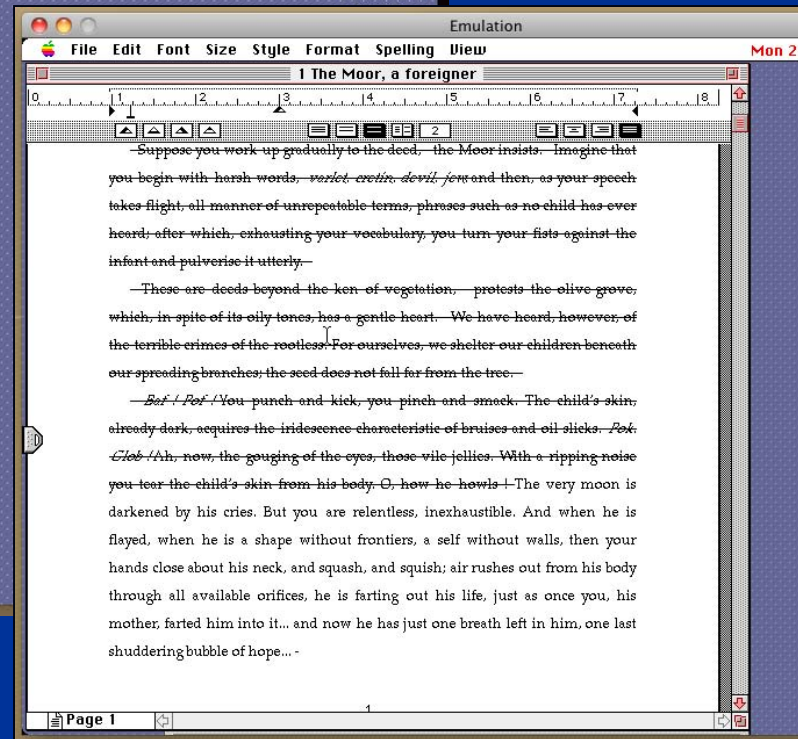 Emulation
File Edit Font Size Style Format Spelling View Mon 2
1 The Moor, a foreigner
0 1 2 3 4 5 6 7 8
2
Suppose you work up gradually to the deed, the Moor insists. Imagine that
you begin with harsh words, varlet, cretin, devil, jew and then, as your speech
takes flight, all manner of unrepeatable terms, phrases such as no child has ever
heard; after which, exhausting your vocabulary, you turn your fists against the
infant and pulverise it utterly.
These are deeds beyond the ken of vegetation, protests the olive grove,
which, in spite of its oily tones, has a gentle heart. We have heard, however, of
the terrible crimes of the rootless. For ourselves, we shelter our children beneath
our spreading branches; the seed does not fall far from the tree.
Baf ! Pof ! You punch and kick, you pinch and smack. The child's skin,
already dark, acquires the iridescence characteristic of bruises and oil slicks. Pok.
Glob ! Ah, now, the gouging of the eyes, those vile jellies. With a ripping noise
you tear the child's skin from his body. O, how he howls ! The very moon is
darkened by his cries. But you are relentless, inexhaustible. And when he is
flayed, when he is a shape without frontiers, a self without walls, then your
hands close about his neck, and squash, and squish; air rushes out from his body
through all available orifices, he is farting out his life, just as once you, his
mother, farted him into it... and now he has just one breath left in him, one last
shuddering bubble of hope... -
1
Page 1